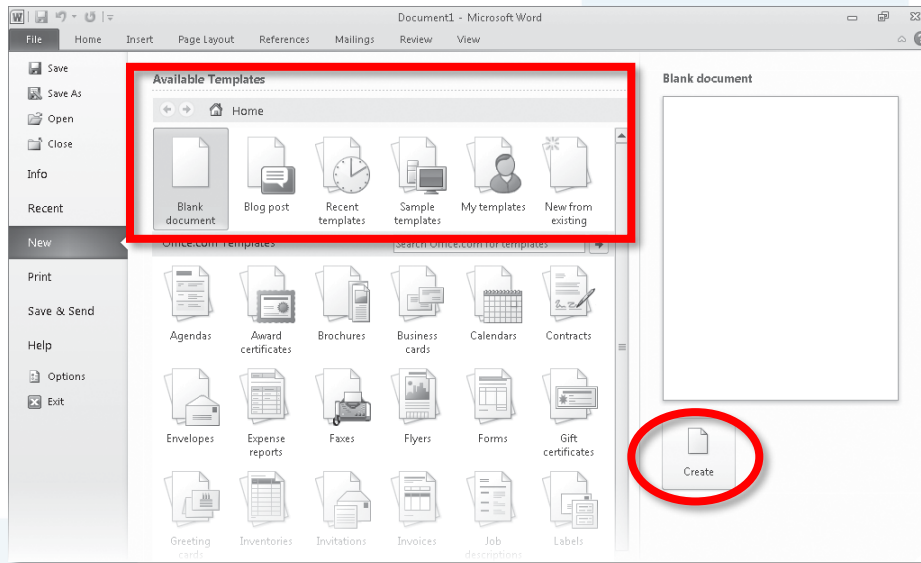 W
Document1 - Microsoft Word
File Home Insert Page Layout References Mailings Review View
Save
Save As
Open
Close
Info
Recent
New
Print
Save & Send
Help
Options
Exit
Available Templates
Home
Blank document
Blog post
Recent templates
Sample templates
My templates
New from existing
Office.com Templates
Search Office.com for templates
Agendas
Award certificates
Brochures
Business cards
Calendars
Contracts
Envelopes
Expense reports
Faxes
Flyers
Forms
Gift certificates
Greeting cards
Inventories
Invitations
Invoices
Job descriptions
Labels
Blank document
Create